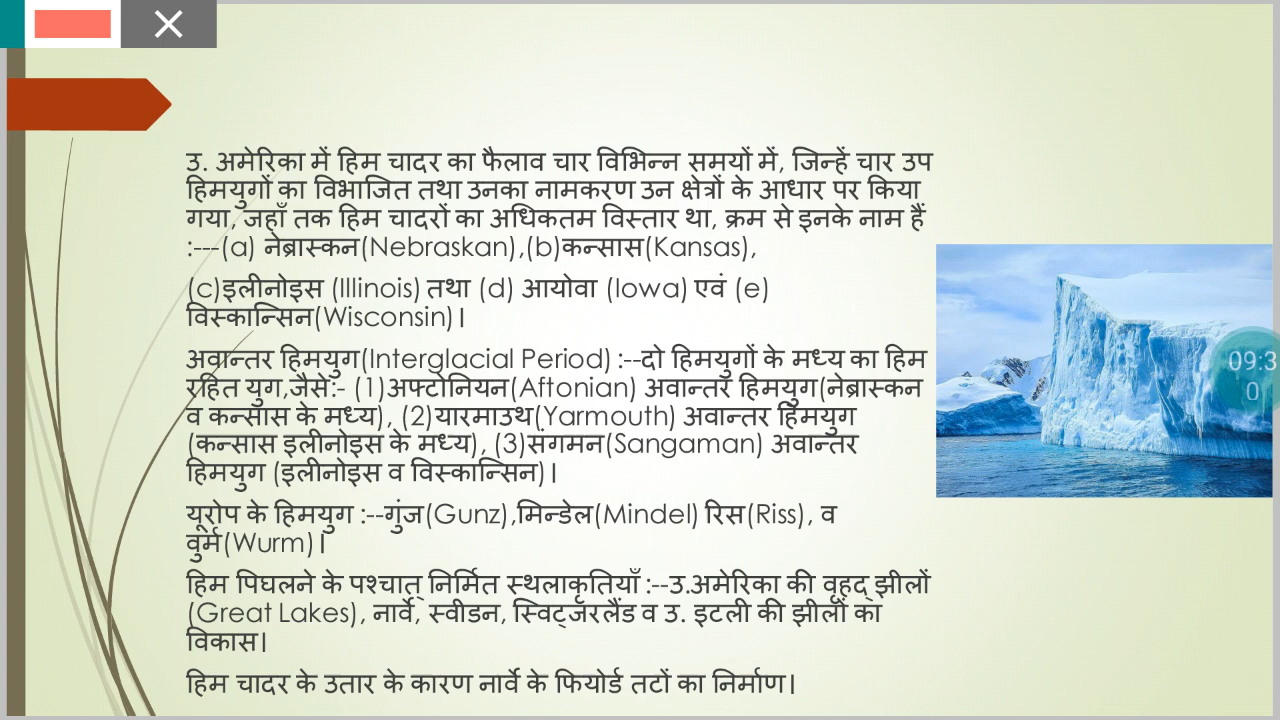 उ. अमेरिका में हिम चादर का फैलाव चार विभिन्न समयों में, जिन्हें चार उप
हिमयुगों का विभाजित तथा उनका नामकरण उन क्षेत्रों के आधार पर किया
गया, जहाँ तक हिम चादरों का अधिकतम विस्तार था, क्रम से इनके नाम हैं
:---(a) नेब्रास्कन(Nebraskan),(b)कन्सास(Kansas),
(c)इलीनोइस (Illinois) तथा (d) आयोवा (Iowa) एवं (e)
विस्कान्सिन(Wisconsin)।
अवान्तर हिमयुग(Interglacial Period) :--दो हिमयुगों के मध्य का हिम
रहित युग,जैसे:- (1)अफ्टोनियन(Aftonian) अवान्तर हिमयुग(नेब्रास्कन
व कन्सास के मध्य), (2)यारमाउथ(Yarmouth) अवान्तर हिमयुग
(कन्सास इलीनोइस के मध्य), (3)संगमन(Sangaman) अवान्तर
हिमयुग (इलीनोइस व विस्कान्सिन)।
यूरोप के हिमयुग :--गुंज(Gunz),मिन्डेल(Mindel) रिस(Riss), व
वुर्म(Wurm)।
हिम पिघलने के पश्चात् निर्मित स्थलाकृतियाँ :--उ.अमेरिका की वृहद् झीलों
(Great Lakes), नार्वे, स्वीडन, स्विट्जरलैंड व उ. इटली की झीलों का
विकास।
हिम चादर के उतार के कारण नार्वे के फियोर्ड तटों का निर्माण।
09:3
0